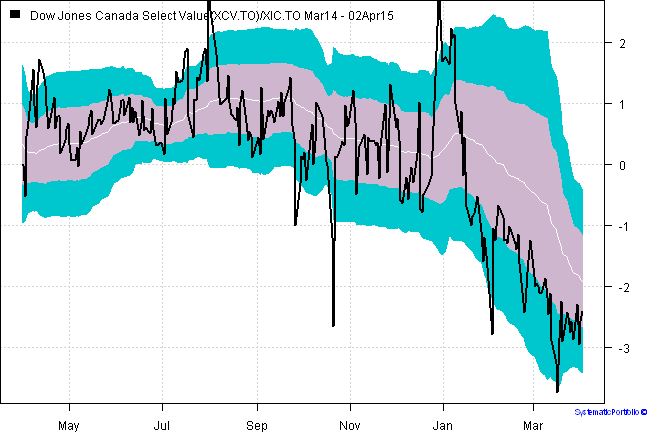 Dow Jones Canada Select Value(XCV.TO)/XIC.TO Mar14 - 02Apr15
2
1
0
-1
-2
-3
May Jul Sep Nov Jan Mar
SystematicPortfolio ©